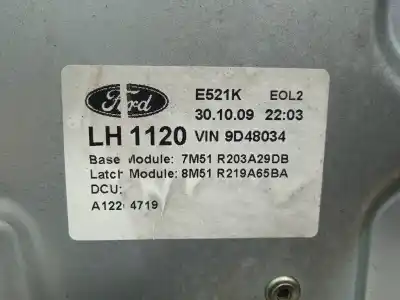 Ford E521K EOL2
30.10.09 22:03
LH 1120 VIN 9D48034
Base Module: 7M51 R203A29DB
Latch Module: 8M51 R219A65BA
DCU: